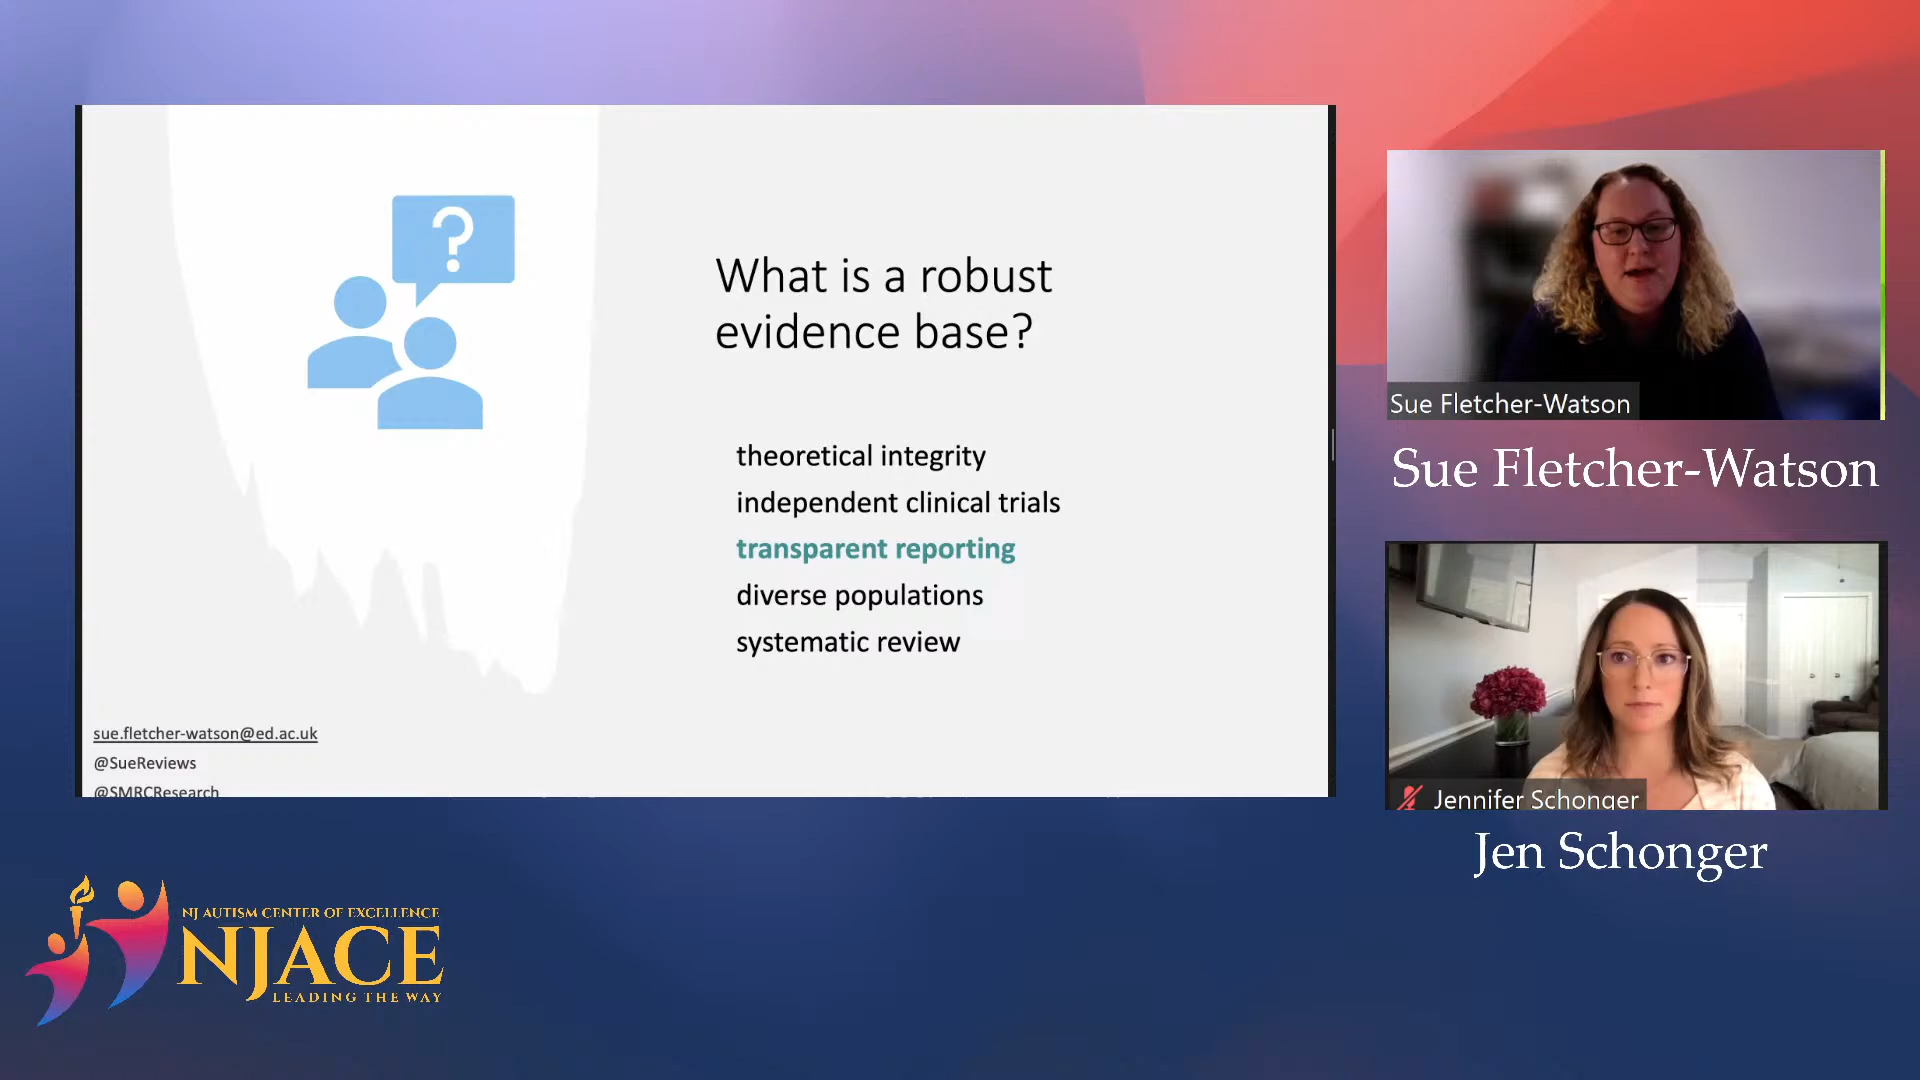 ?
What is a robust
evidence base?
theoretical integrity
independent clinical trials
transparent reporting
diverse populations
systematic review
sue.fletcher-watson@ed.ac.uk
@SueReviews
@SMRCResearch
Sue Fletcher-Watson
Sue Fletcher-Watson
Jennifer Schonger
Jen Schonger
NJ AUTISM CENTER OF EXCELLENCE
NJACE
LEADING THE WAY